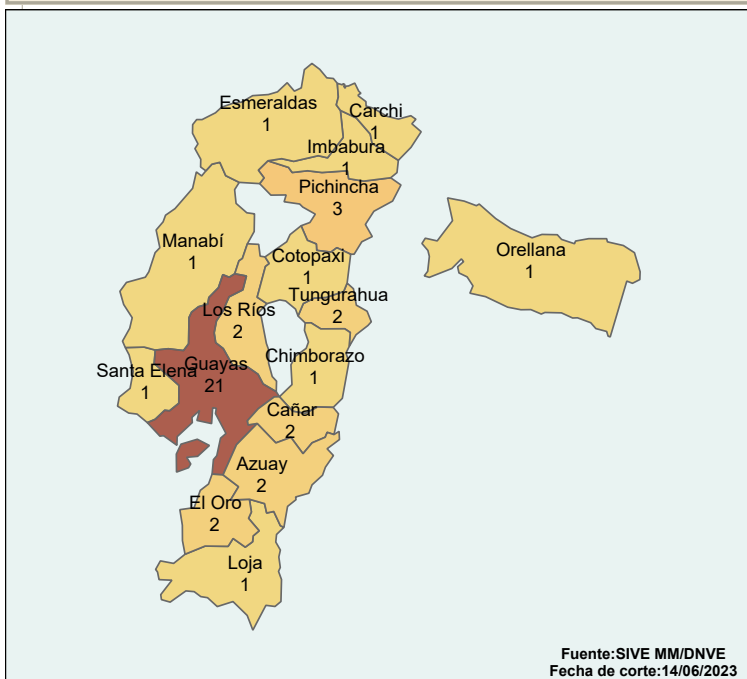 Esmeraldas
1
Carchi
1
Imbabura
1
Pichincha
3
Manabí
1
Cotopaxi
1
Orellana
1
Tungurahua
2
Los Ríos
2
Santa Elena
1
Guayas
21
Chimborazo
1
Cañar
2
Azuay
2
El Oro
2
Loja
1
Fuente:SIVE MM/DNVE
Fecha de corte:14/06/2023